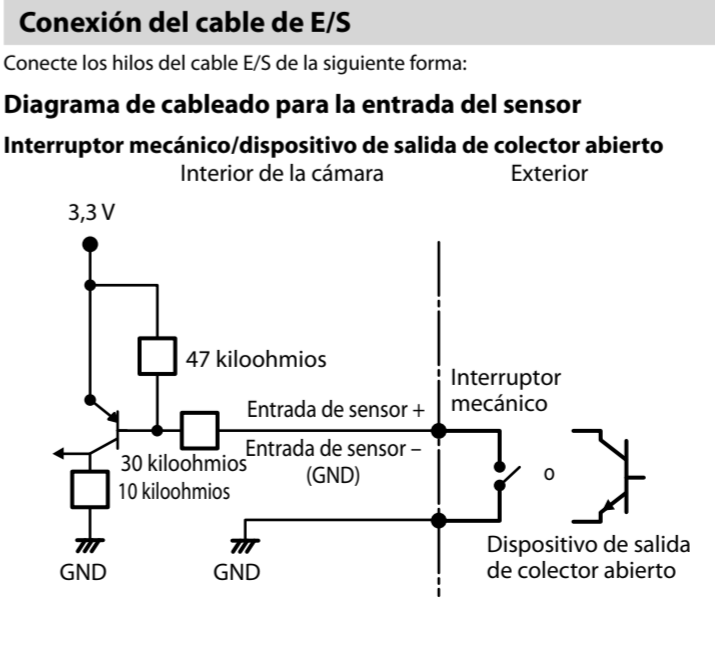 Conexión del cable de E/S
Conecte los hilos del cable E/S de la siguiente forma:
Diagrama de cableado para la entrada del sensor
Interruptor mecánico/dispositivo de salida de colector abierto
Interior de la cámara
Exterior
3,3 V
47 kiloohmios
Interruptor
mecánico
Entrada de sensor +
Entrada de sensor –
(GND)
30 kiloohmios
10 kiloohmios
o
GND
GND
Dispositivo de salida
de colector abierto